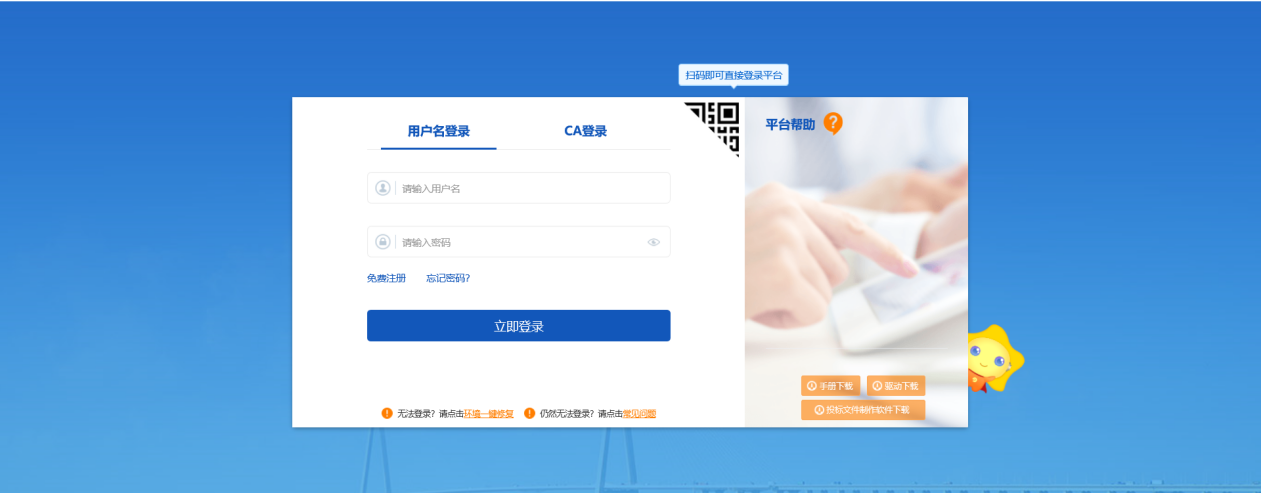 扫码即可直接登录平台
用户名登录
CA登录
平台帮助
请输入用户名
请输入密码
免费注册
忘记密码?
立即登录
手册下载
驱动下载
投标文件制作软件下载
无法登录? 请点击环境一键修复
仍然无法登录? 请点击常见问题